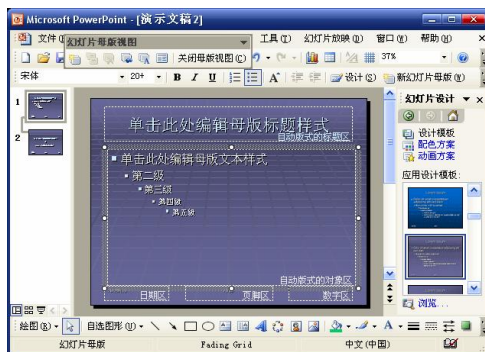 Microsoft PowerPoint - [演示文稿2]
文件(F) 幻灯片母版视图 工具(T) 幻灯片放映(D) 窗口(W) 帮助(H)
关闭母版视图(C) 37%
宋体 20+ B I U A 设计(S) 新幻灯片母版(N)
1
2
单击此处编辑母版标题样式
自动版式的标题区
单击此处编辑母版文本样式
第二级
第三级
第四级
第五级
自动版式的对象区
日期区 页脚区 数字区
幻灯片设计
设计模板
配色方案
动画方案
应用设计模板:
浏览...
绘图(R) 自选图形(U) A
幻灯片母版 Fading Grid 中文(中国)